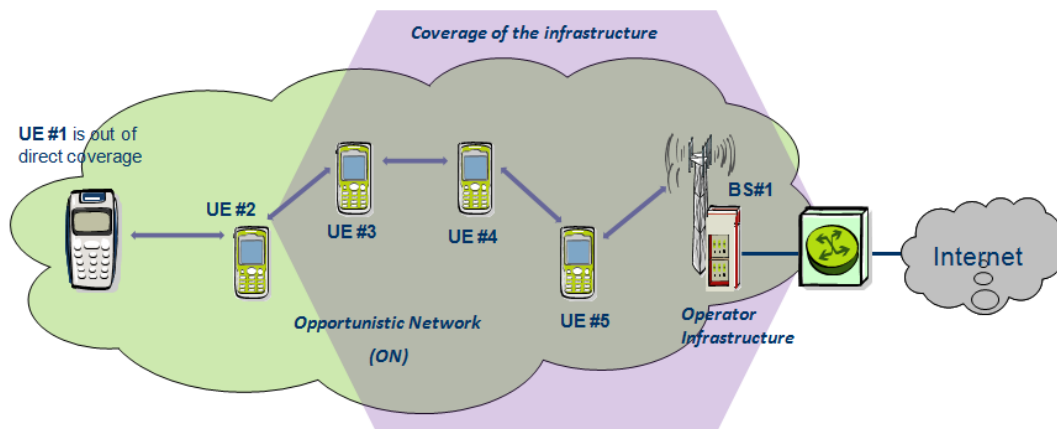 Coverage of the infrastructure
UE #1 is out of
direct coverage
UE #2
UE #3
UE #4
UE #5
BS#1
Internet
Opportunistic Network
(ON)
Operator
Infrastructure